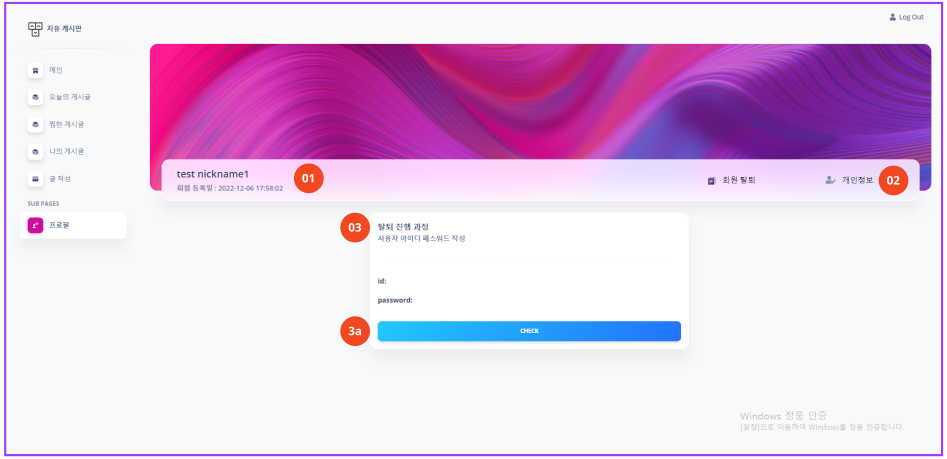 Log Out
자유 게시판
메인
오늘의 게시글
찜한 게시글
나의 게시글
글 작성
SUB PAGES
프로필
test nickname1
회원 등록일 : 2022-12-06 17:58:02
01
회원 탈퇴
개인정보
02
03
탈퇴 진행 과정
사용자 아이디 패스워드 작성
id:
password:
3a
CHECK
Windows 정품 인증
[설정]으로 이동하여 Windows를 정품 인증합니다.